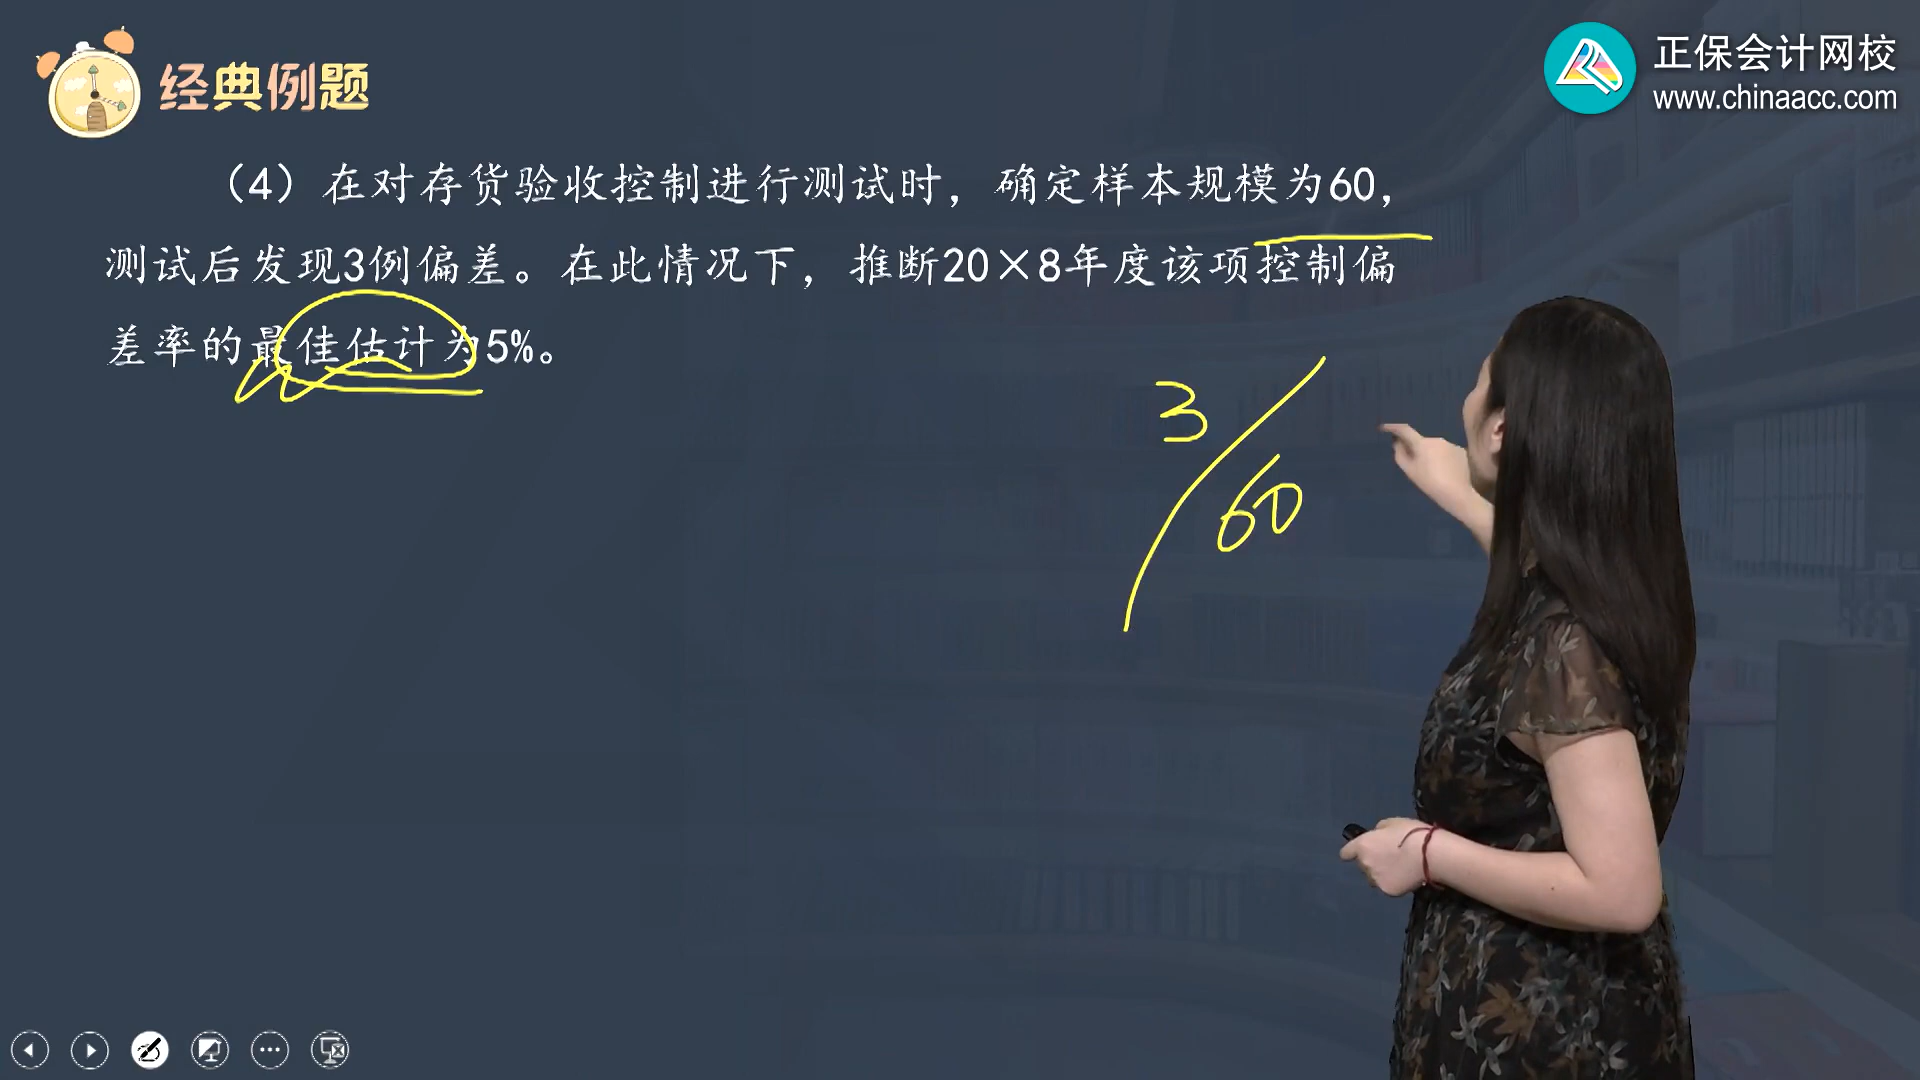 经典例题
正保会计网校
www.chinaacc.com
（4）在对存货验收控制进行测试时，确定样本规模为60，
测试后发现3例偏差。在此情况下，推断20×8年度该项控制偏
差率的最佳估计为5%。
3
60